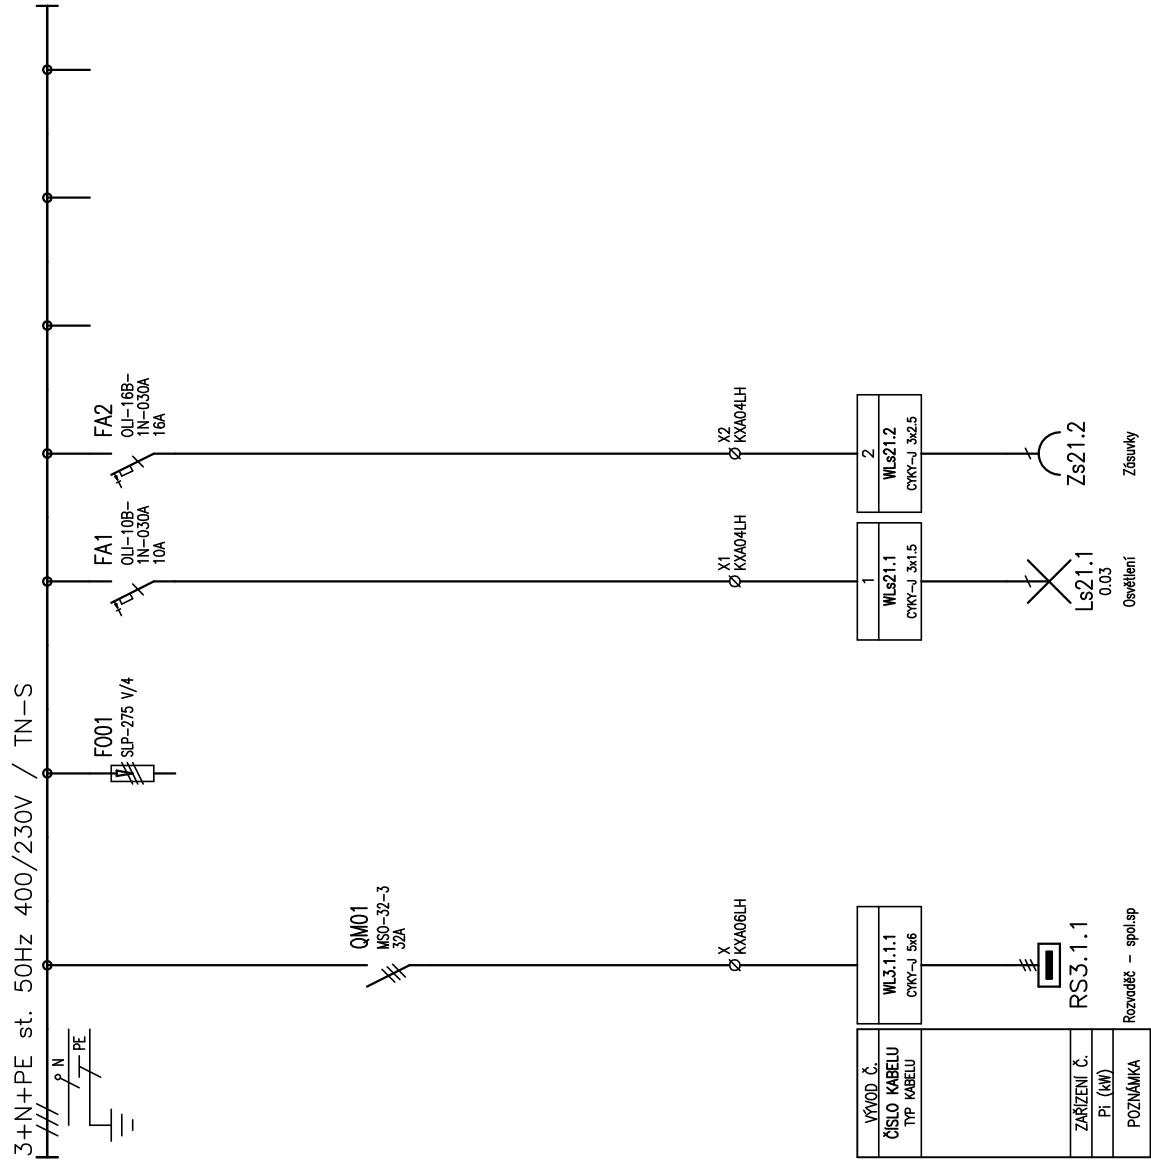 3+N+PE st. 50Hz 400/230V / TN-S
N
PE
QM01
MSO-32-3
32A
F001
SLP-275 V/4
FA1
OLI-10B-
1N-030A
10A
FA2
OLI-16B-
1N-030A
16A
X
KXA06LH
X1
KXA04LH
X2
KXA04LH
VÝVOD Č.
1
2
ČÍSLO KABELU
WL3.1.1.1
WLs21.1
WLs21.2
TYP KABELU
CYKY-J 5x6
CYKY-J 3x1.5
CYKY-J 3x2.5
ZAŘÍZENÍ Č.
RS3.1.1
Ls21.1
Zs21.2
Pi (kW)
0.03
POZNÁMKA
Rozvaděč - spol.sp
Osvětlení
Zásuvky